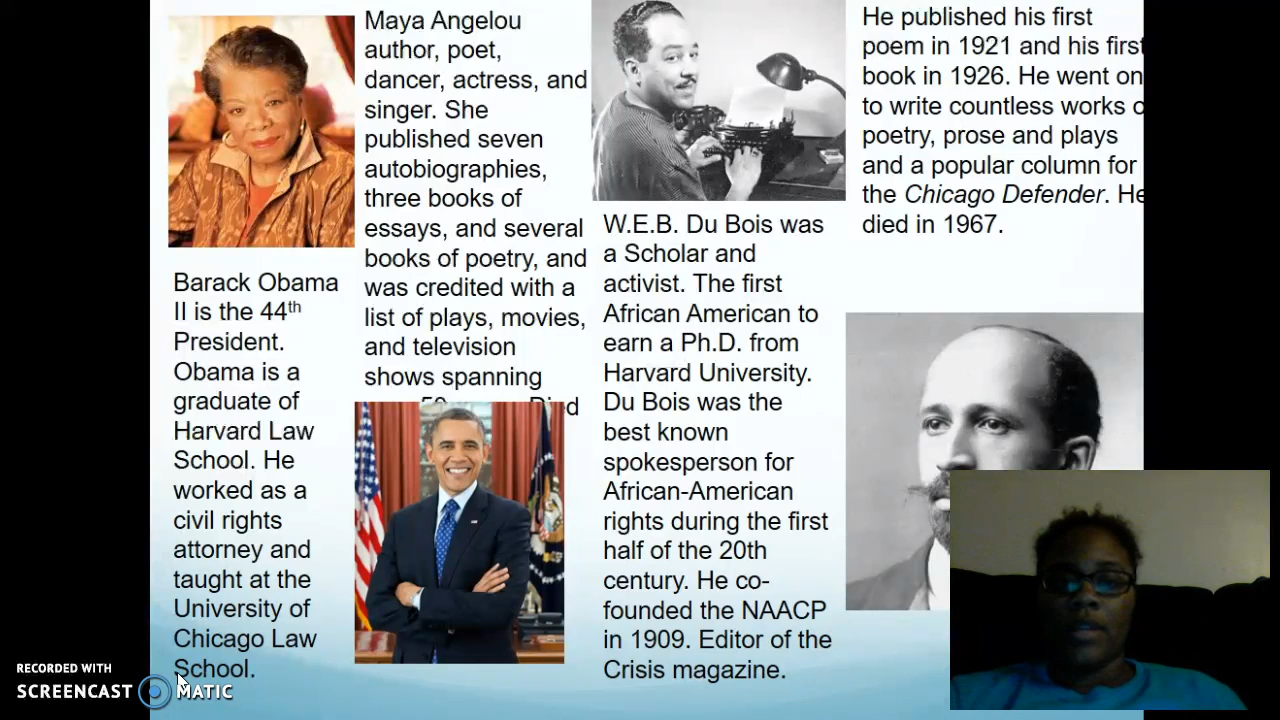 Maya Angelou
author, poet,
dancer, actress, and
singer. She
published seven
autobiographies,
three books of
essays, and several
books of poetry, and
was credited with a
list of plays, movies,
and television
shows spanning
Died
Barack Obama
II is the 44th
President.
Obama is a
graduate of
Harvard Law
School. He
worked as a
civil rights
attorney and
taught at the
University of
Chicago Law
School.
He published his first
poem in 1921 and his first
book in 1926. He went on
to write countless works
poetry, prose and plays
and a popular column for
the Chicago Defender. He
died in 1967.
W.E.B. Du Bois was
a Scholar and
activist. The first
African American to
earn a Ph.D. from
Harvard University.
Du Bois was the
best known
spokesperson for
African-American
rights during the first
half of the 20th
century. He co-
founded the NAACP
in 1909. Editor of the
Crisis magazine.
RECORDED WITH
SCREENCAST MATIC